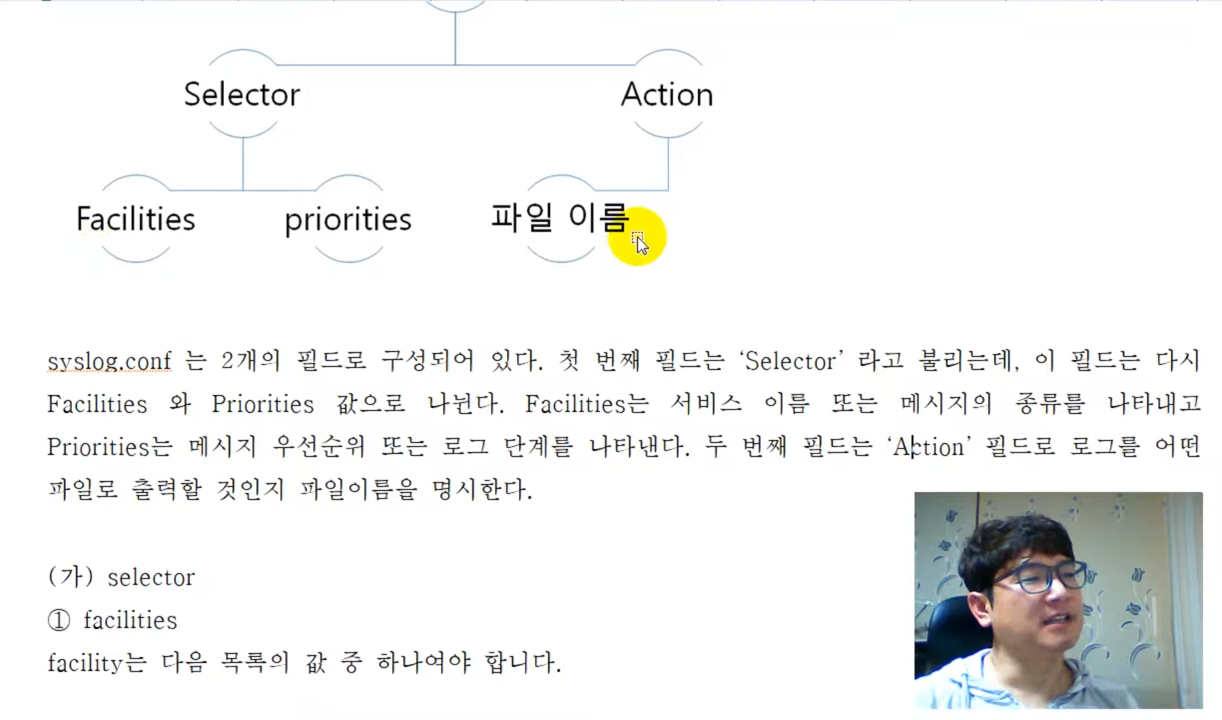 Selector
Action
Facilities
priorities
파일 이름
syslog.conf 는 2개의 필드로 구성되어 있다. 첫 번째 필드는 ‘Selector’ 라고 불리는데, 이 필드는 다시
Facilities 와 Priorities 값으로 나뉜다. Facilities는 서비스 이름 또는 메시지의 종류를 나타내고
Priorities는 메시지 우선순위 또는 로그 단계를 나타낸다. 두 번째 필드는 ‘Action’ 필드로 로그를 어떤
파일로 출력할 것인지 파일이름을 명시한다.
(가) selector
① facilities
facility는 다음 목록의 값 중 하나여야 합니다.